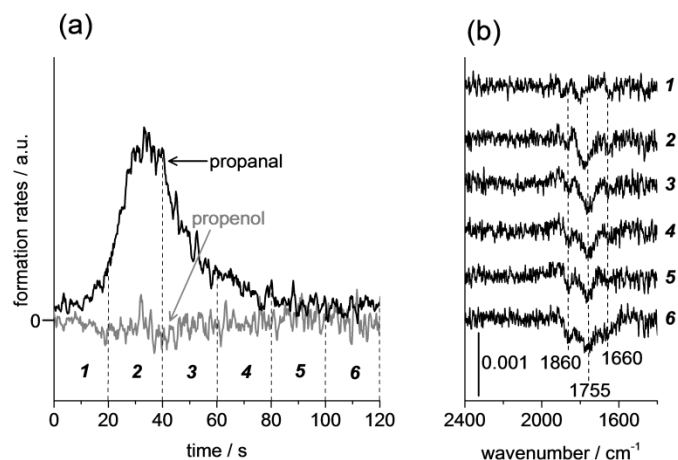 (a)
formation rates / a.u.
propanal
propenol
0
1 2 3 4 5 6
0 20 40 60 80 100 120
time / s
(b)
1
2
3
4
5
6
0.001
1860
1660
1755
2400 2000 1600
wavenumber / cm⁻¹